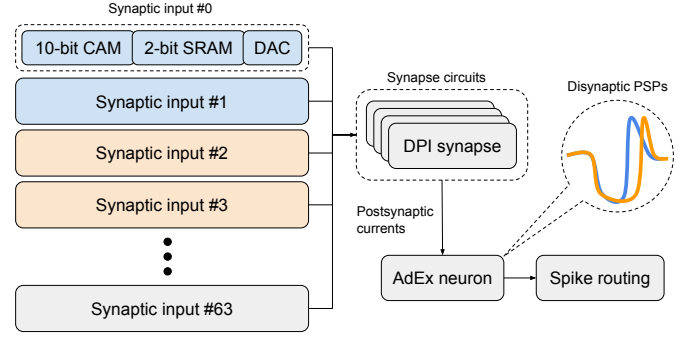 Synaptic input #0
10-bit CAM
2-bit SRAM
DAC
Synaptic input #1
Synaptic input #2
Synaptic input #3
Synaptic input #63
Synapse circuits
DPI synapse
Postsynaptic
currents
Disynaptic PSPs
AdEx neuron
Spike routing